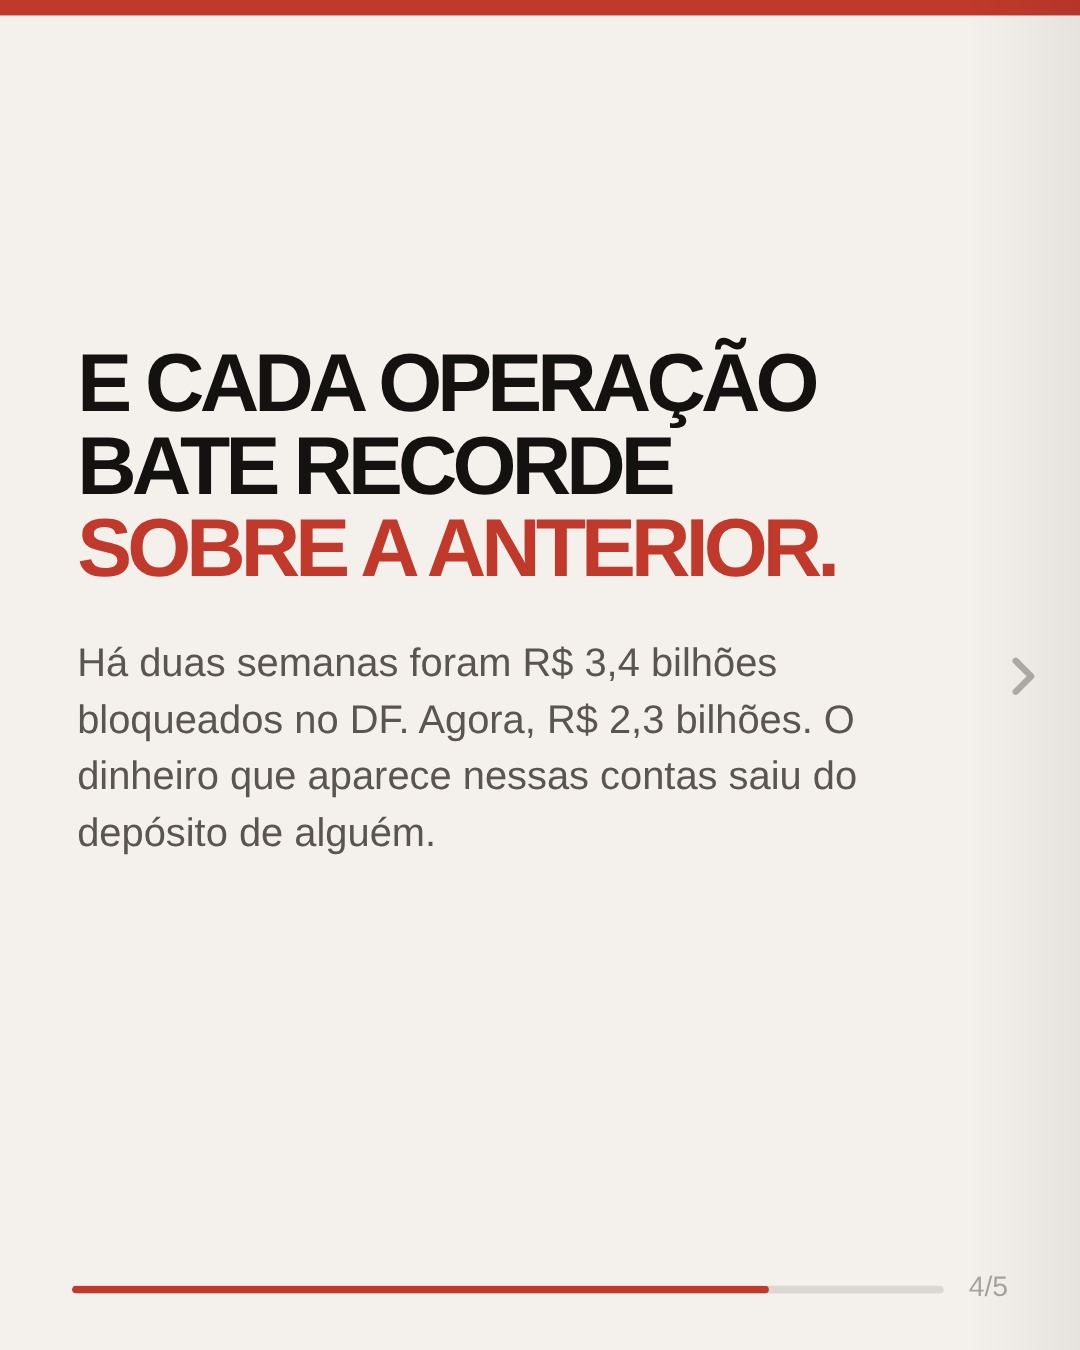 E CADA OPERAÇÃO
BATE RECORDE
SOBRE A ANTERIOR.
Há duas semanas foram R$ 3,4 bilhões
bloqueados no DF. Agora, R$ 2,3 bilhões. O
dinheiro que aparece nessas contas saiu do
depósito de alguém.
4/5